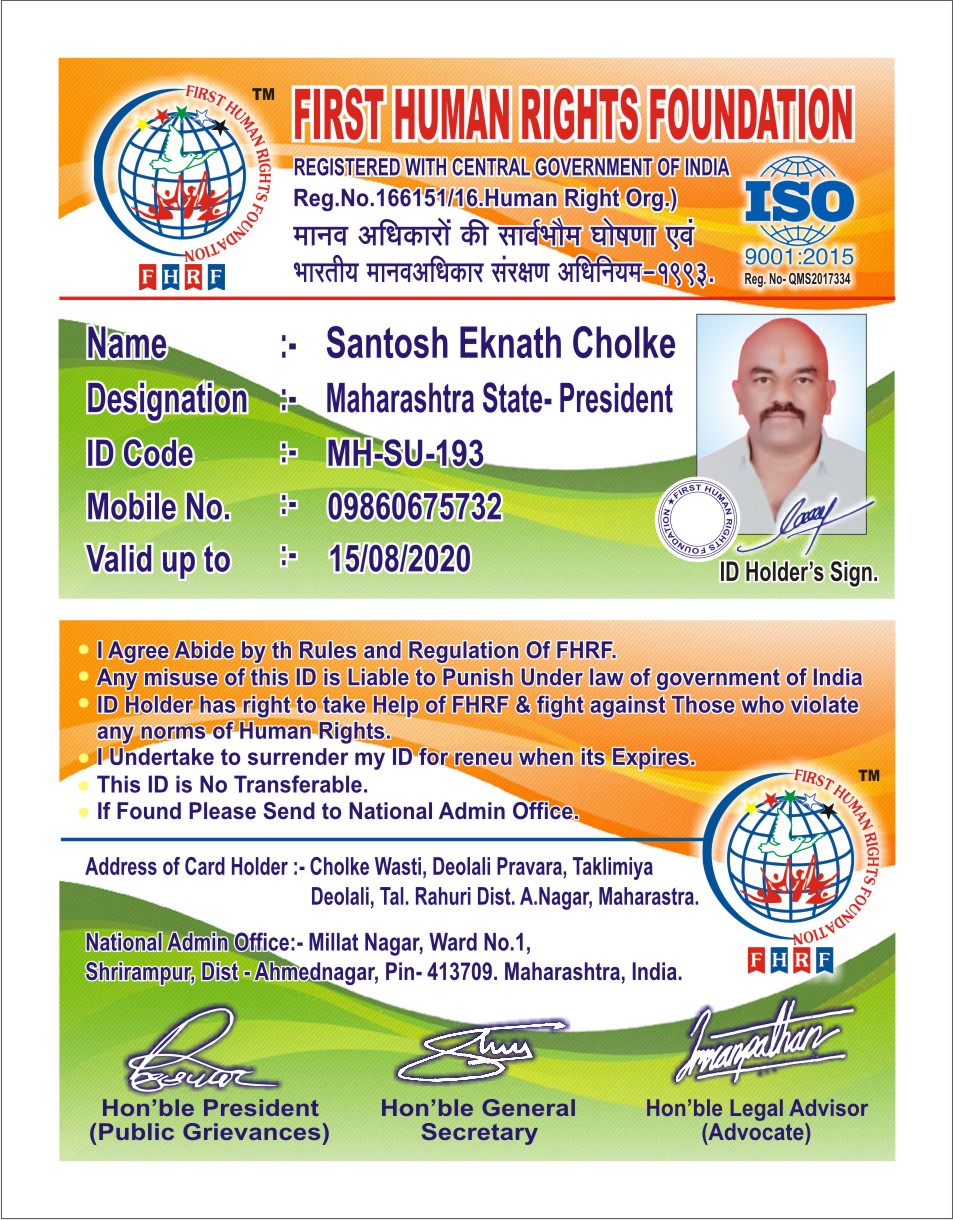 FIRST HUMAN RIGHTS FOUNDATION
FHRF
TM
FIRST HUMAN RIGHTS FOUNDATION
REGISTERED WITH CENTRAL GOVERNMENT OF INDIA
Reg.No.166151/16.Human Right Org.)
मानव अधिकारों की सार्वभौम घोषणा एवं
भारतीय मानवअधिकार संरक्षण अधिनियम–१९९३.
ISO
9001:2015
Reg. No- QMS2017334
Name :- Santosh Eknath Cholke
Designation :- Maharashtra State- President
ID Code :- MH-SU-193
Mobile No. :- 09860675732
Valid up to :- 15/08/2020
★ FIRST HUMAN RIGHTS FOUNDATION
ID Holder's Sign.
I Agree Abide by th Rules and Regulation Of FHRF.
Any misuse of this ID is Liable to Punish Under law of government of India
ID Holder has right to take Help of FHRF & fight against Those who violate
any norms of Human Rights.
I Undertake to surrender my ID for reneu when its Expires.
This ID is No Transferable.
If Found Please Send to National Admin Office.
TM
FIRST HUMAN RIGHTS FOUNDATION
FHRF
Address of Card Holder :- Cholke Wasti, Deolali Pravara, Taklimiya
Deolali, Tal. Rahuri Dist. A.Nagar, Maharastra.
National Admin Office:- Millat Nagar, Ward No.1,
Shrirampur, Dist - Ahmednagar, Pin- 413709. Maharashtra, India.
Imranpathan
Hon'ble President
(Public Grievances)
Hon'ble General
Secretary
Hon'ble Legal Advisor
(Advocate)